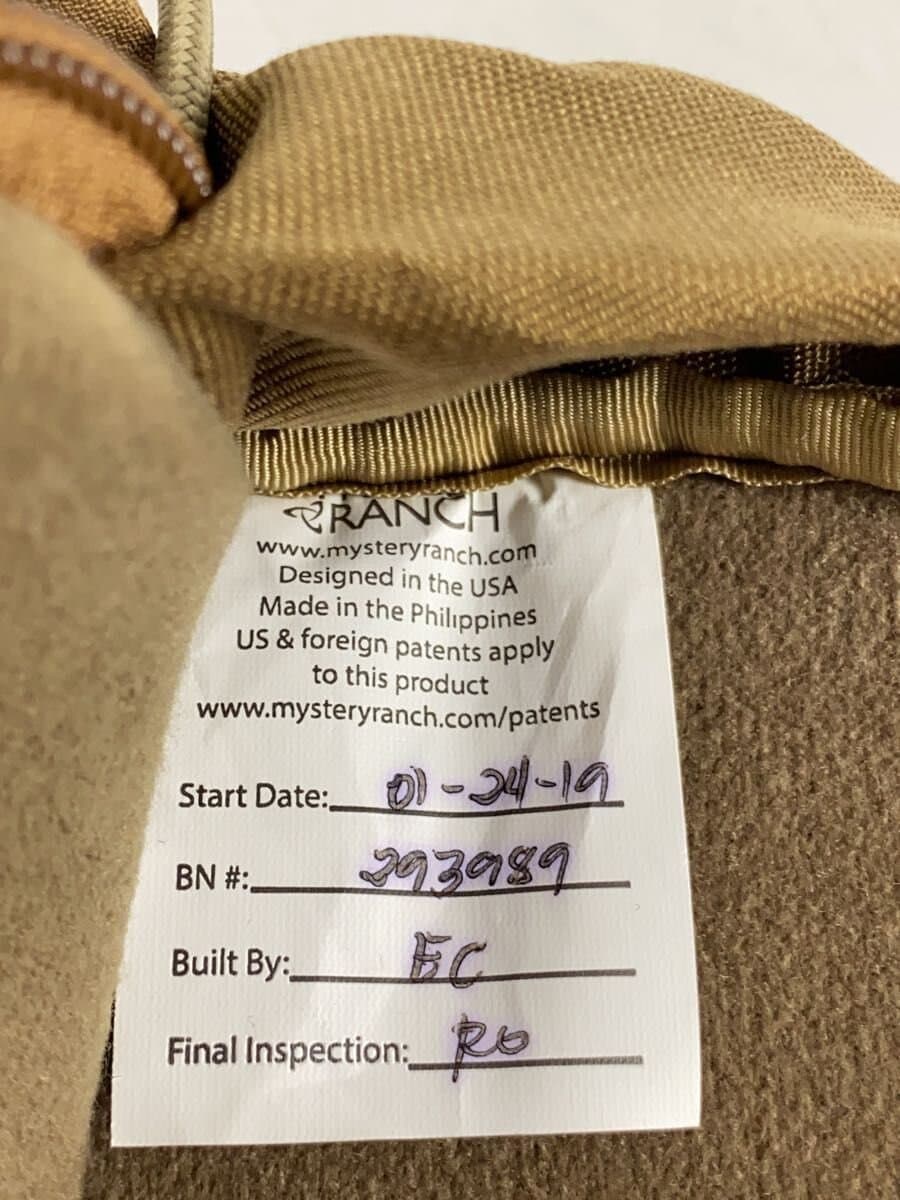 RANCH
www.mysteryranch.com
Designed in the USA
Made in the Philippines
US & foreign patents apply
to this product
www.mysteryranch.com/patents
Start Date: 01-24-19
BN #: 293989
Built By: EC
Final Inspection: RO